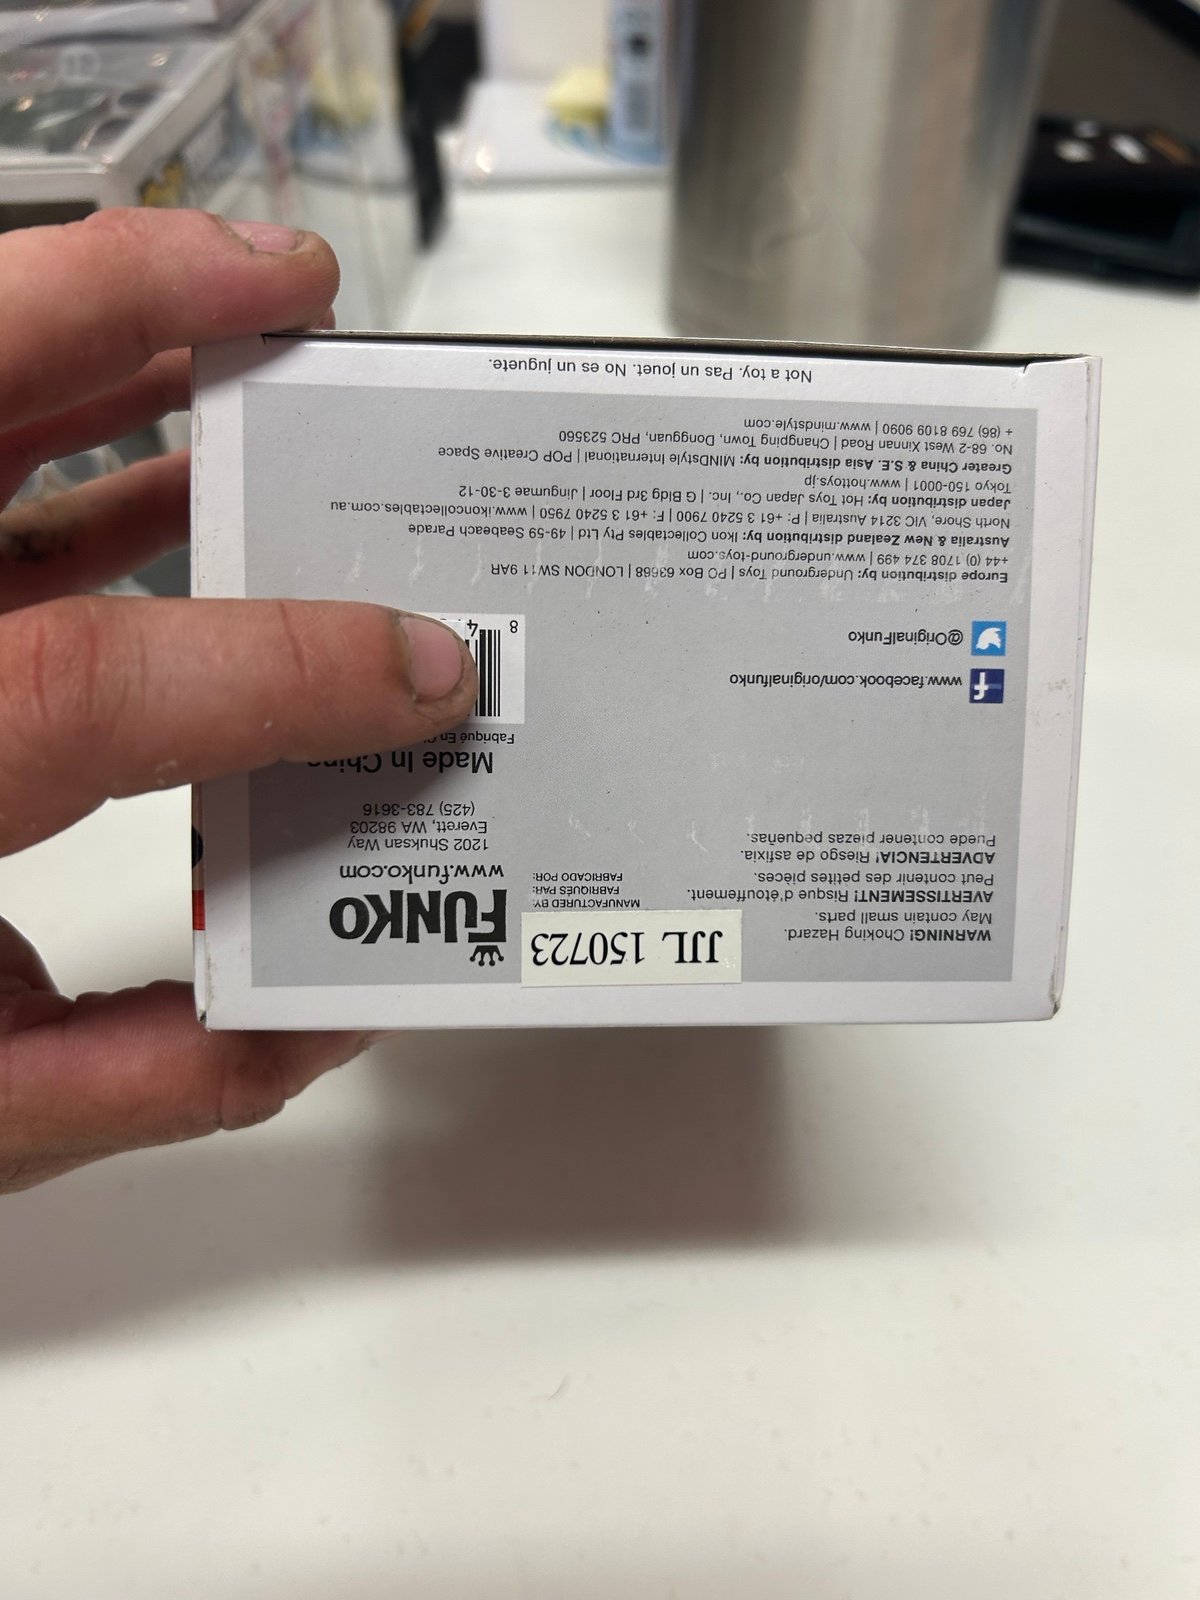 JJL 150723
WARNING! Choking Hazard.
May contain small parts.
AVERTISSEMENT! Risque d'étouffement.
Peut contenir des petites pièces.
ADVERTENCIA! Riesgo de asfixia.
Puede contener piezas pequeñas.
MANUFACTURED BY:
FABRIQUÉS PAR:
FABRICADO POR:
FUNKO
www.funko.com
1202 Shuksan Way
Everett, WA 98203
(425) 783-3616
Made In
Fabriqué En
8 4
www.facebook.com/originalfunko
@OriginalFunko
Europe distribution by: Underground Toys | PO Box 63668 | LONDON SW11 9AR
+44 (0) 1708 374 499 | www.underground-toys.com
Australia & New Zealand distribution by: Ikon Collectables Pty Ltd | 49-59 Seabeach Parade
North Shore, VIC 3214 Australia | P: +61 3 5240 7900 | F: +61 3 5240 7950 | www.ikoncollectables.com.au
Japan distribution by: Hot Toys Japan Co., Inc. | G Bldg 3rd Floor | Jingumae 3-30-12
Tokyo 150-0001 | www.hottoys.jp
Greater China & S.E. Asia distribution by: MINDstyle International | POP Creative Space
No. 68-2 West Xinnan Road | Changping Town, Dongguan, PRC 523560
+ (86) 769 8109 9090 | www.mindstyle.com
Not a toy. Pas un jouet. No es un juguete.